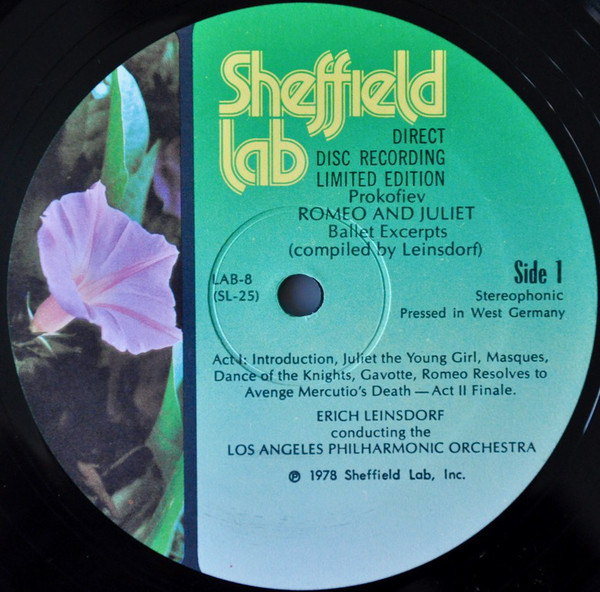 Sheffield
lab
DIRECT
DISC RECORDING
LIMITED EDITION
Prokofiev
ROMEO AND JULIET
Ballet Excerpts
(compiled by Leinsdorf)
LAB-8
(SL-25)
Side 1
Stereophonic
Pressed in West Germany
Act I: Introduction, Juliet the Young Girl, Masques,
Dance of the Knights, Gavotte, Romeo Resolves to
Avenge Mercutio's Death — Act II Finale.
ERICH LEINSDORF
conducting the
LOS ANGELES PHILHARMONIC ORCHESTRA
℗ 1978 Sheffield Lab, Inc.